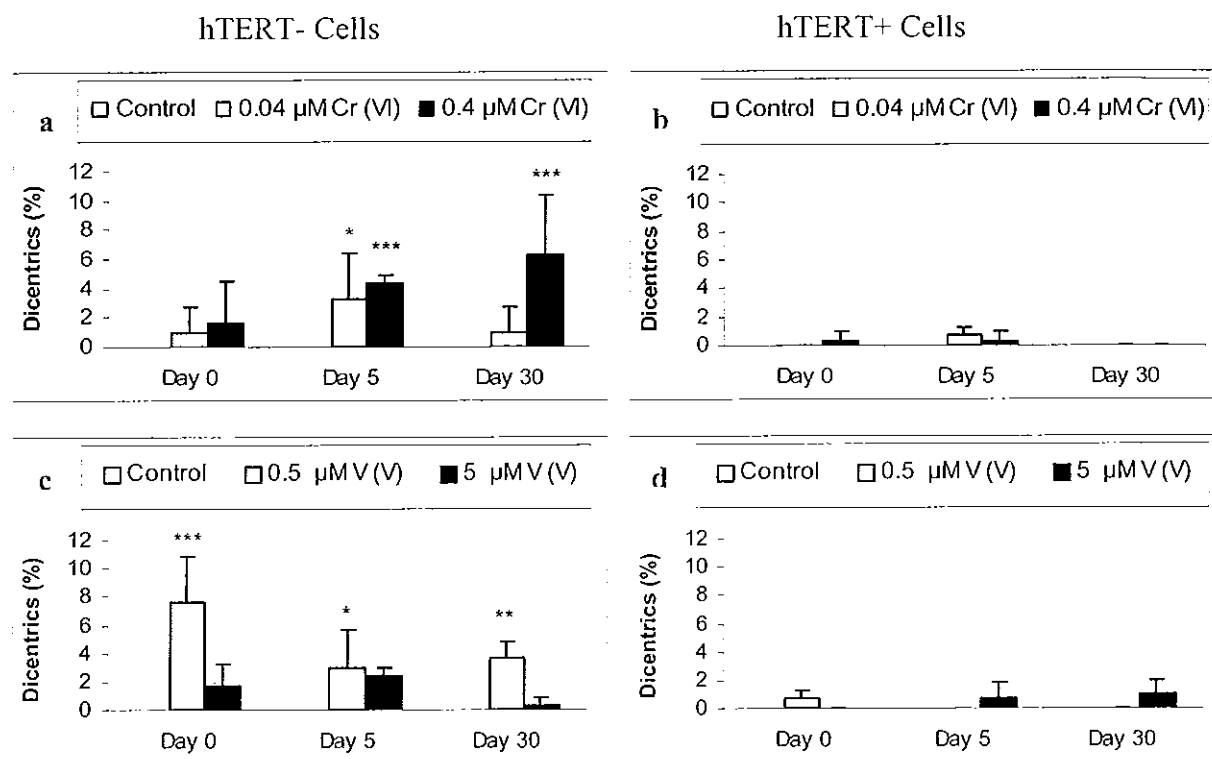 hTERT- Cells
hTERT+ Cells
a
Control 0.04 µM Cr (VI) 0.4 µM Cr (VI)
Dicentrics (%)
12
10
8
6
4
2
0
*
***
***
Day 0 Day 5 Day 30
b
Control 0.04 µM Cr (VI) 0.4 µM Cr (VI)
Dicentrics (%)
12
10
8
6
4
2
0
Day 0 Day 5 Day 30
c
Control 0.5 µM V (V) 5 µM V (V)
Dicentrics (%)
12
10
8
6
4
2
0
***
*
**
Day 0 Day 5 Day 30
d
Control 0.5 µM V (V) 5 µM V (V)
Dicentrics (%)
12
10
8
6
4
2
0
Day 0 Day 5 Day 30